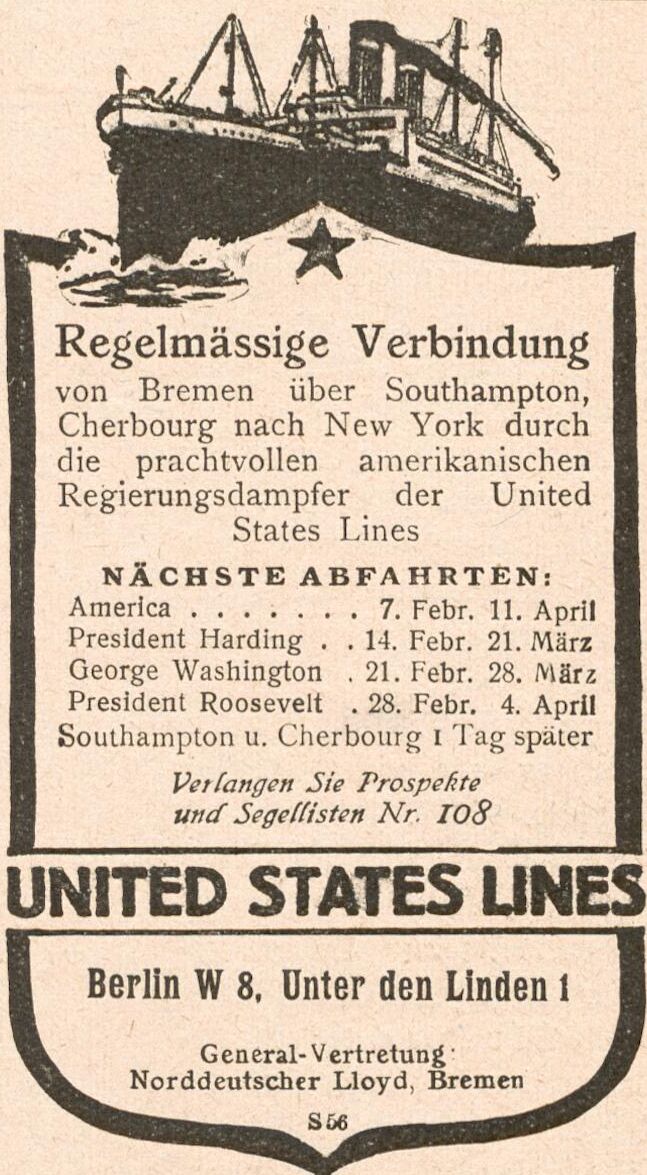 Regelmässige Verbindung
von Bremen über Southampton,
Cherbourg nach New York durch
die prachtvollen amerikanischen
Regierungsdampfer der United
States Lines
NÄCHSTE ABFAHRTEN:
America . . . . . . . 7. Febr. 11. April
President Harding . . 14. Febr. 21. März
George Washington . 21. Febr. 28. März
President Roosevelt . 28. Febr. 4. April
Southampton u. Cherbourg 1 Tag später
Verlangen Sie Prospekte
und Segellisten Nr. 108
UNITED STATES LINES
Berlin W 8, Unter den Linden 1
General-Vertretung:
Norddeutscher Lloyd, Bremen
S 56